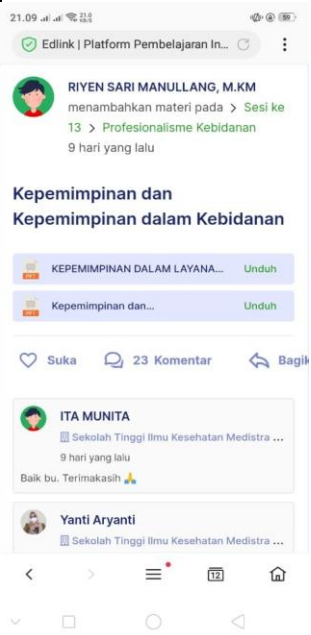 21.09
59
Edlink | Platform Pembelajaran In...
RIYEN SARI MANULLANG, M.KM
menambahkan materi pada > Sesi ke
13 > Profesionalisme Kebidanan
9 hari yang lalu
Kepemimpinan dan
Kepemimpinan dalam Kebidanan
KEPEMIMPINAN DALAM LAYANA... Unduh
Kepemimpinan dan... Unduh
Suka 23 Komentar Bagik
ITA MUNITA
Sekolah Tinggi Ilmu Kesehatan Medistra ...
9 hari yang lalu
Baik bu. Terimakasih 🙏
Yanti Aryanti
Sekolah Tinggi Ilmu Kesehatan Medistra ...
12